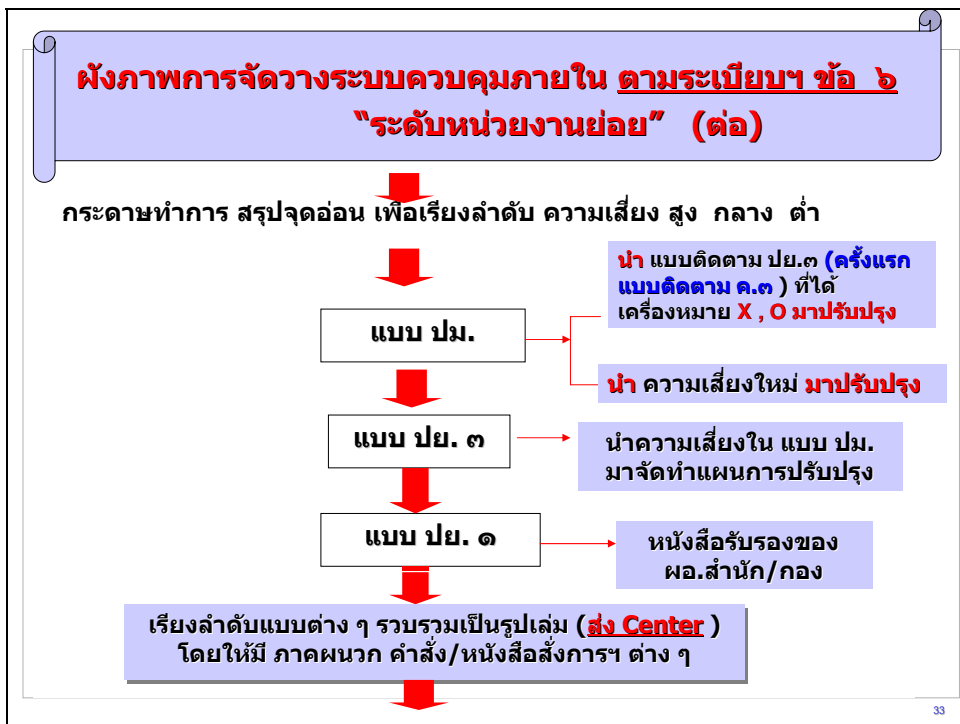 ผังภาพการจัดวางระบบควบคุมภายใน ตามระเบียบฯ ข้อ ๖
“ระดับหน่วยงานย่อย” (ต่อ)
กระดาษทำการ สรุปจุดอ่อน เพื่อเรียงลำดับ ความเสี่ยง สูง กลาง ต่ำ
นำ แบบติดตาม ปย.๓ (ครั้งแรก
แบบติดตาม ค.๓ ) ที่ได้
เครื่องหมาย X , O มาปรับปรุง
แบบ ปม.
นำ ความเสี่ยงใหม่ มาปรับปรุง
แบบ ปย. ๓
นำความเสี่ยงใน แบบ ปม.
มาจัดทำแผนการปรับปรุง
แบบ ปย. ๑
หนังสือรับรองของ
ผอ.สำนัก/กอง
เรียงลำดับแบบต่าง ๆ รวบรวมเป็นรูปเล่ม (ส่ง Center )
โดยให้มี ภาคผนวก คำสั่ง/หนังสือสั่งการฯ ต่าง ๆ
33